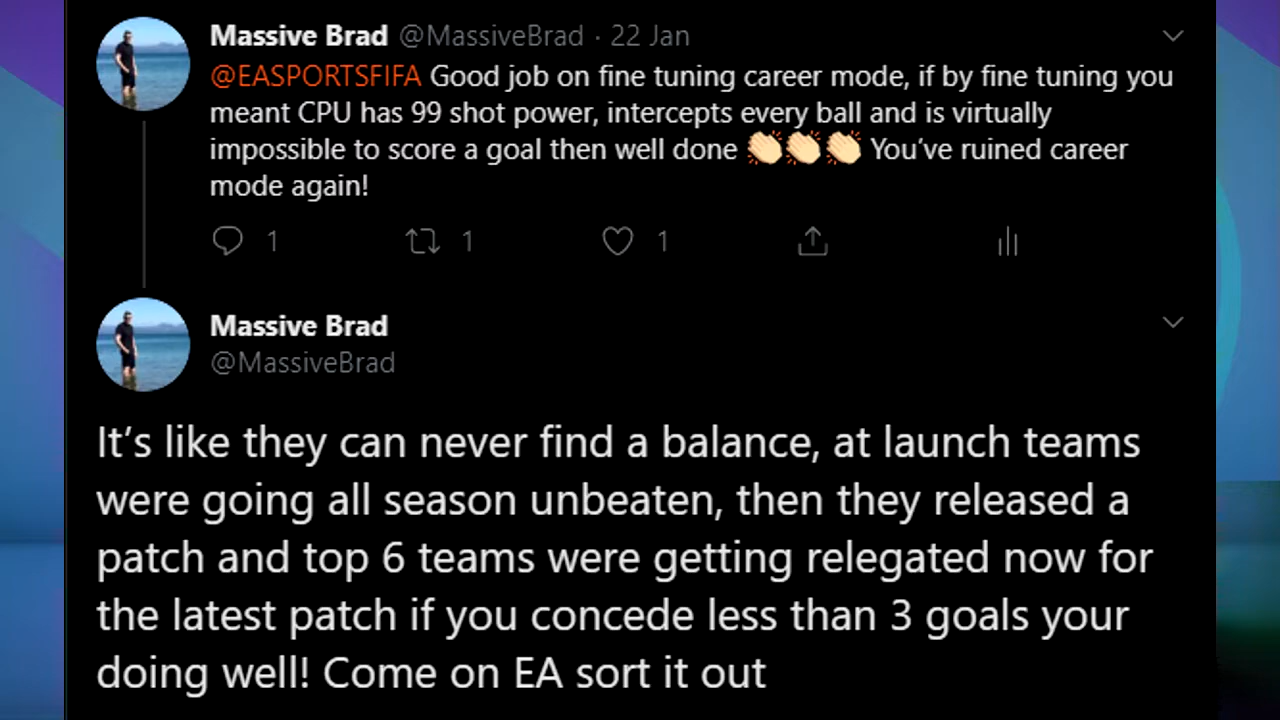 Massive Brad @MassiveBrad · 22 Jan
@EASPORTSFIFA Good job on fine tuning career mode, if by fine tuning you
meant CPU has 99 shot power, intercepts every ball and is virtually
impossible to score a goal then well done 👏🏻👏🏻👏🏻 You’ve ruined career
mode again!
1 1 1
Massive Brad
@MassiveBrad
It’s like they can never find a balance, at launch teams
were going all season unbeaten, then they released a
patch and top 6 teams were getting relegated now for
the latest patch if you concede less than 3 goals your
doing well! Come on EA sort it out